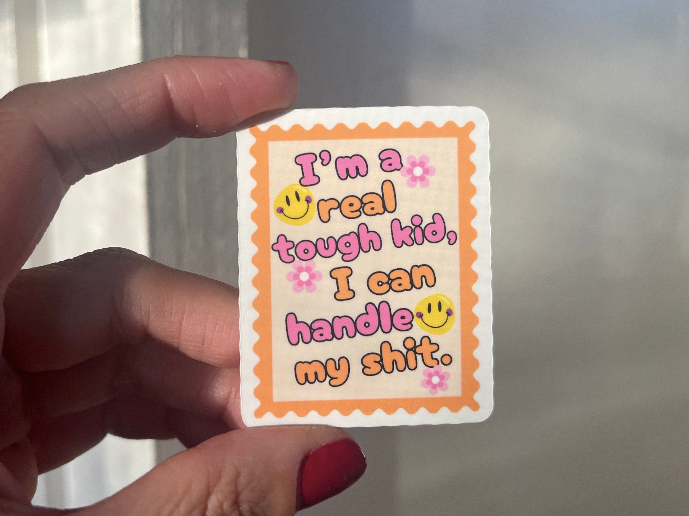 I'm a
real
tough kid,
I can
handle
my shit.